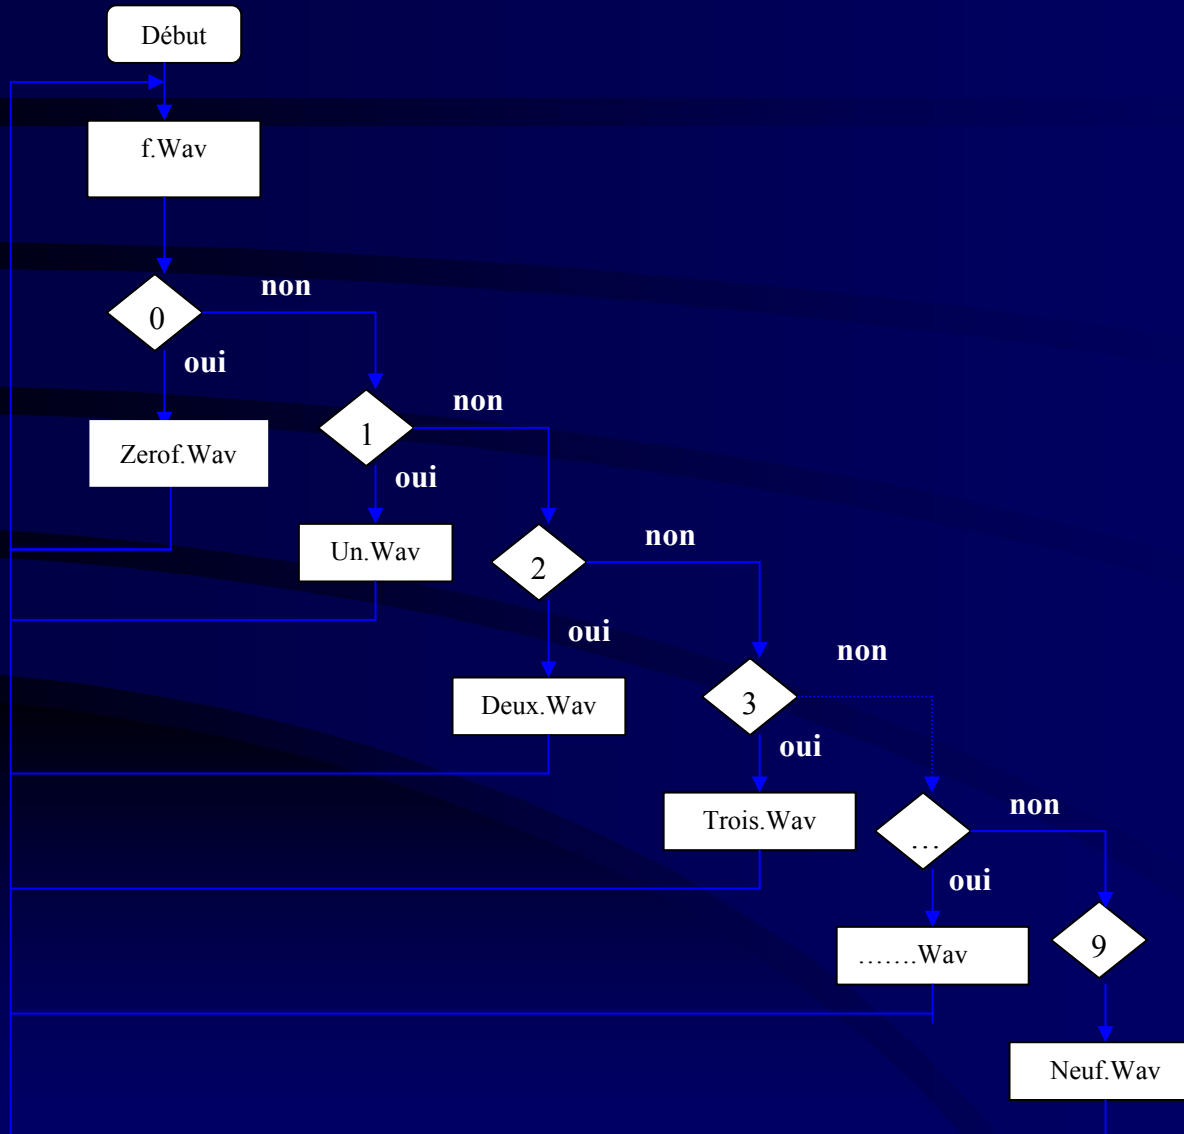 Début
f.Wav
non
0
oui
non
Zerof.Wav
1
oui
non
Un.Wav
2
oui
non
Deux.Wav
3
oui
non
Trois.Wav
…
oui
…….Wav
9
Neuf.Wav